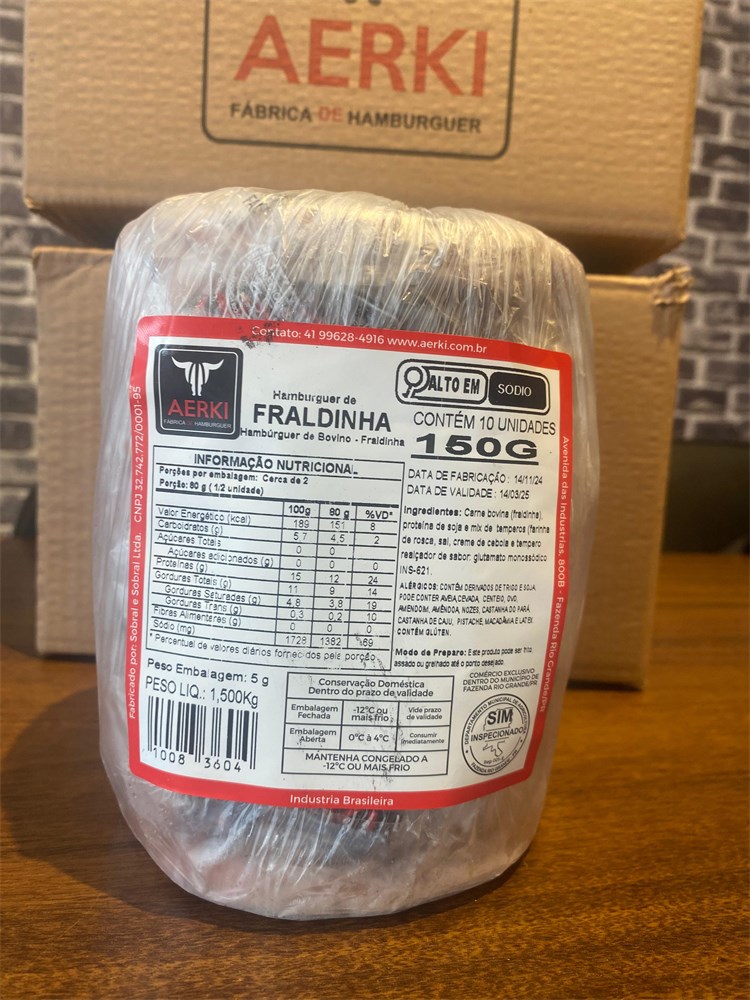 AERKI
FÁBRICA DE HAMBURGUER
Contato: 41 99628-4916 www.aerki.com.br
AERKI
FÁBRICA DE HAMBURGUER
Hamburguer de
FRALDINHA
Hambúrguer de Bovino - Fraldinha
ALTO EM SODIO
CONTÉM 10 UNIDADES
150G
DATA DE FABRICAÇÃO : 14/11/24
DATA DE VALIDADE : 14/03/25
INFORMAÇÃO NUTRICIONAL
Porções por embalagem: Cerca de 2
Porção: 80 g (1/2 unidade)
100g 80 g %VD*
Valor Energético (kcal) 189 151 8
Carboidratos (g) 5,7 4,5 2
Açúcares Totais 0 0
Açúcares adicionados (g) 0 0 0
Proteínas (g) 15 12 24
Gorduras Totais (g) 11 9 14
Gorduras Saturadas (g) 4,8 3,8 19
Gorduras Trans (g) 0,3 0,2 10
Fibras Alimentares (g) 0 0 0
Sódio (mg) 1728 1382 69
* Percentual de valores diários fornecidos pela porção
Ingredientes: Carne bovina (fraldinha),
proteína de soja e mix de temperos (farinha
de rosca, sal, creme de cebola e tempero
realçador de sabor: glutamato monossódico
INS-621.
ALÉRGICOS: CONTÉM DERIVADOS DE TRIGO E SOJA.
PODE CONTER AVEIA, CEVADA, CENTEIO, OVO,
AMENDOIM, AMÊNDOA, NOZES, CASTANHA DO PARÁ,
CASTANHA DE CAJU, PISTACHE, MACADÂMIA E LATEX
CONTÉM GLÚTEN.
Modo de Preparo: Este produto pode ser frito
assado ou grelhado até o ponto desejado
Peso Embalagem: 5 g
PESO LIQ.: 1,500Kg
1008 3604
Conservação Doméstica
Dentro do prazo de validade
Embalagem Fechada -12ºC ou mais frio Vide prazo de validade
Embalagem Aberta 0ºC à 4ºC Consumir imediatamente
MANTENHA CONGELADO A
-12ºC OU MAIS FRIO
COMÉRCIO EXCLUSIVO
DENTRO DO MUNICÍPIO DE
FAZENDA RIO GRANDE/PR
SIM
INSPECIONADO
Industria Brasileira
Fabricado por: Sobral e Sobral Ltda. CNPJ 32.742.772/0001-95
Avenida das Industrias, 800B - Fazenda Rio Grande/PR